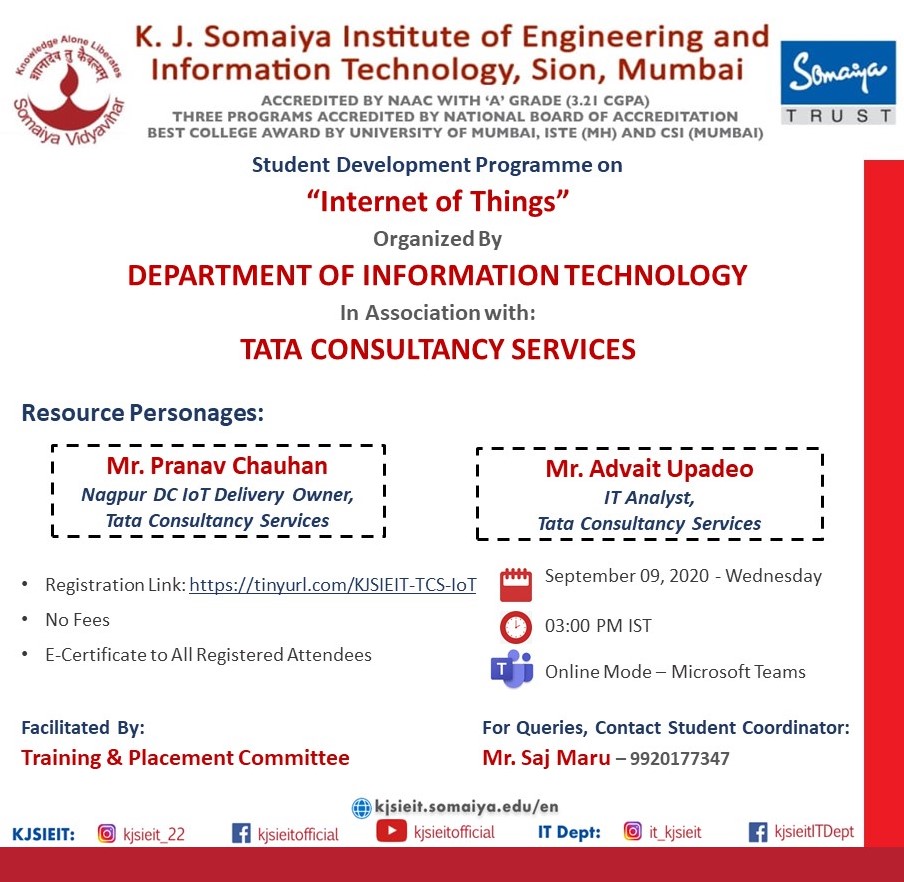 Knowledge Alone Liberates
ज्ञानादेव तु कैवल्यम्
Somaiya Vidyavihar
K. J. Somaiya Institute of Engineering and
Information Technology, Sion, Mumbai
ACCREDITED BY NAAC WITH ‘A’ GRADE (3.21 CGPA)
THREE PROGRAMS ACCREDITED BY NATIONAL BOARD OF ACCREDITATION
BEST COLLEGE AWARD BY UNIVERSITY OF MUMBAI, ISTE (MH) AND CSI (MUMBAI)
Somaiya
TRUST
Student Development Programme on
“Internet of Things”
Organized By
DEPARTMENT OF INFORMATION TECHNOLOGY
In Association with:
TATA CONSULTANCY SERVICES
Resource Personages:
Mr. Pranav Chauhan
Nagpur DC IoT Delivery Owner,
Tata Consultancy Services
Mr. Advait Upadeo
IT Analyst,
Tata Consultancy Services
• Registration Link: https://tinyurl.com/KJSIEIT-TCS-IoT
• No Fees
• E-Certificate to All Registered Attendees
September 09, 2020 - Wednesday
03:00 PM IST
T
Online Mode – Microsoft Teams
Facilitated By:
Training & Placement Committee
For Queries, Contact Student Coordinator:
Mr. Saj Maru – 9920177347
kjsieit.somaiya.edu/en
KJSIEIT: kjsieit_22 kjsieitofficial kjsieitofficial IT Dept: it_kjsieit kjsieitITDept